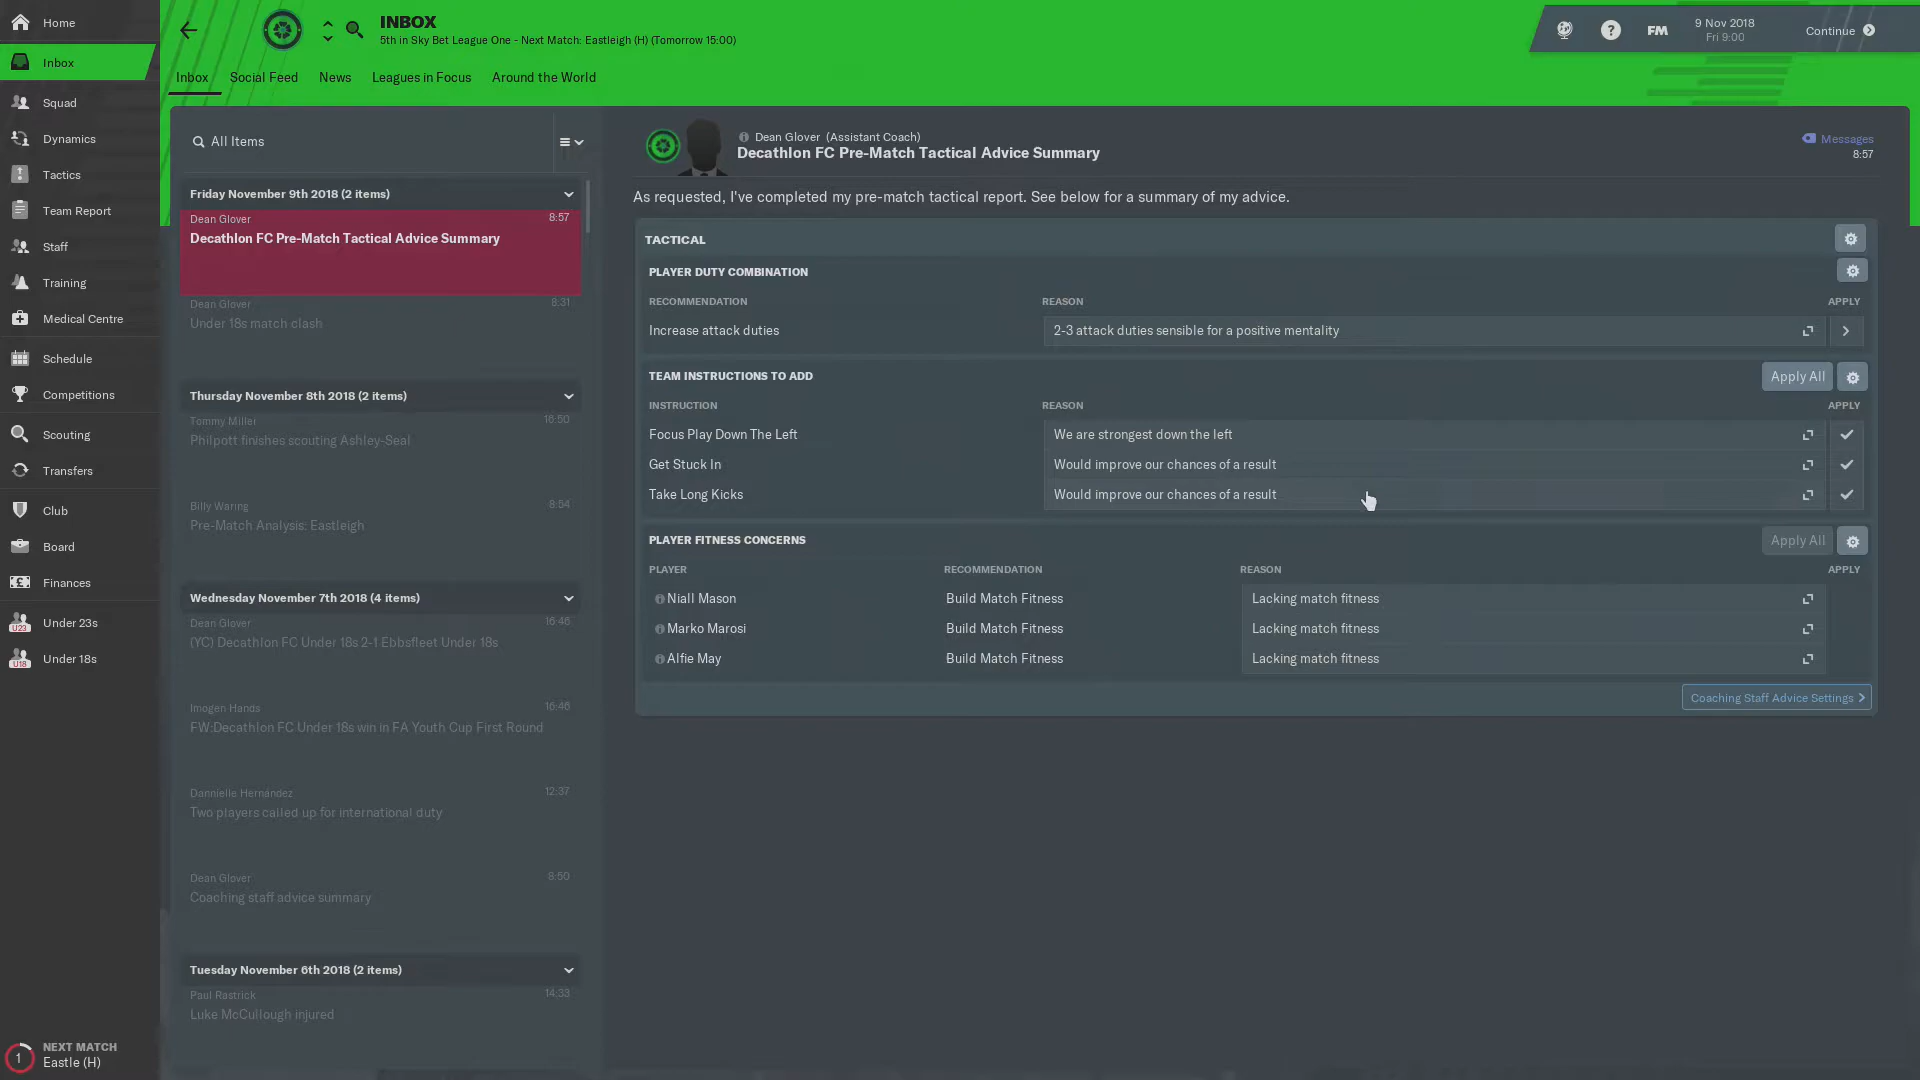 Home
Inbox
Squad
Dynamics
Tactics
Team Report
Staff
Training
Medical Centre
Schedule
Competitions
Scouting
Transfers
Club
Board
Finances
U23
Under 23s
U18
Under 18s
1
NEXT MATCH
Eastle (H)
INBOX
5th in Sky Bet League One - Next Match: Eastleigh (H) (Tomorrow 15:00)
?
FM
9 Nov 2018
Fri 9:00
Continue
Inbox
Social Feed
News
Leagues in Focus
Around the World
All Items
Friday November 9th 2018 (2 items)
Dean Glover 8:57
Decathlon FC Pre-Match Tactical Advice Summary
Dean Glover 8:31
Under 18s match clash
Thursday November 8th 2018 (2 items)
Tommy Miller 16:50
Philpott finishes scouting Ashley-Seal
Billy Waring 8:54
Pre-Match Analysis: Eastleigh
Wednesday November 7th 2018 (4 items)
Dean Glover 16:46
(YC) Decathlon FC Under 18s 2-1 Ebbsfleet Under 18s
Imogen Hands 16:46
FW:Decathlon FC Under 18s win in FA Youth Cup First Round
Dannielle Hernández 12:37
Two players called up for international duty
Dean Glover 8:50
Coaching staff advice summary
Tuesday November 6th 2018 (2 items)
Paul Rastrick 14:33
Luke McCullough injured
Dean Glover (Assistant Coach)
Decathlon FC Pre-Match Tactical Advice Summary
Messages
8:57
As requested, I've completed my pre-match tactical report. See below for a summary of my advice.
TACTICAL
PLAYER DUTY COMBINATION
RECOMMENDATION REASON APPLY
Increase attack duties 2-3 attack duties sensible for a positive mentality
TEAM INSTRUCTIONS TO ADD Apply All
INSTRUCTION REASON APPLY
Focus Play Down The Left We are strongest down the left
Get Stuck In Would improve our chances of a result
Take Long Kicks Would improve our chances of a result
PLAYER FITNESS CONCERNS Apply All
PLAYER RECOMMENDATION REASON APPLY
Niall Mason Build Match Fitness Lacking match fitness
Marko Marosi Build Match Fitness Lacking match fitness
Alfie May Build Match Fitness Lacking match fitness
Coaching Staff Advice Settings